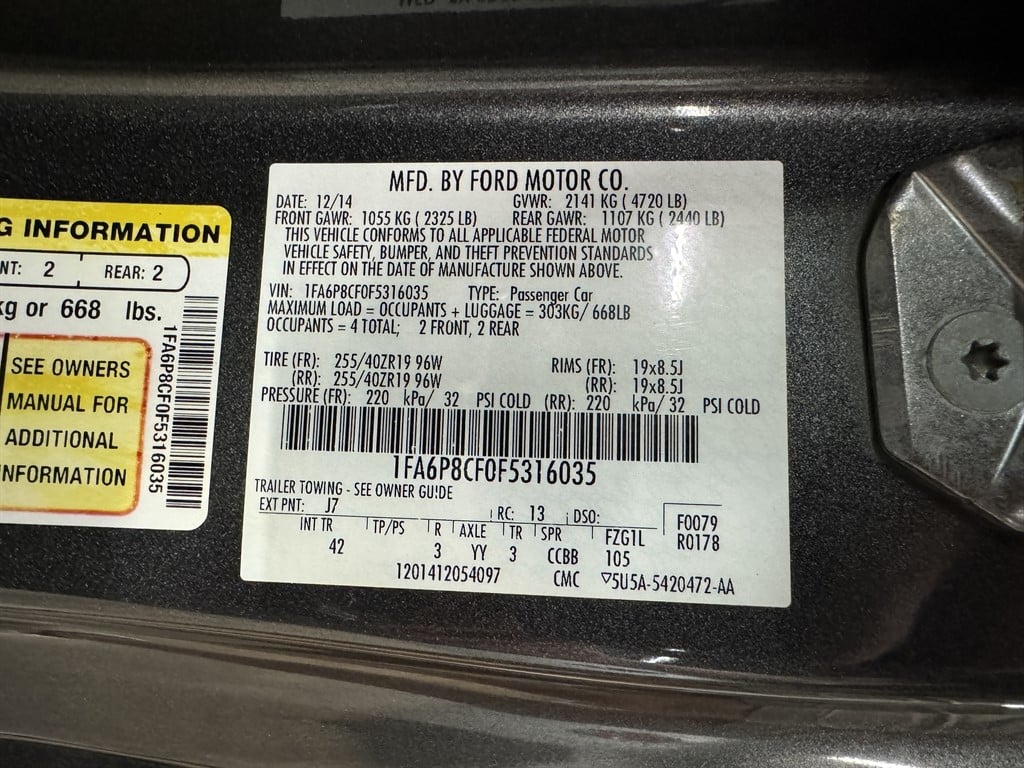 G INFORMATION
NT: 2 REAR: 2
kg or 668 lbs.
SEE OWNERS
MANUAL FOR
ADDITIONAL
INFORMATION
1FA6P8CF0F5316035
MFD. BY FORD MOTOR CO.
DATE: 12/14 GVWR: 2141 KG ( 4720 LB)
FRONT GAWR: 1055 KG ( 2325 LB) REAR GAWR: 1107 KG ( 2440 LB)
THIS VEHICLE CONFORMS TO ALL APPLICABLE FEDERAL MOTOR
VEHICLE SAFETY, BUMPER, AND THEFT PREVENTION STANDARDS
IN EFFECT ON THE DATE OF MANUFACTURE SHOWN ABOVE.
VIN: 1FA6P8CF0F5316035 TYPE: Passenger Car
MAXIMUM LOAD = OCCUPANTS + LUGGAGE = 303KG/ 668LB
OCCUPANTS = 4 TOTAL; 2 FRONT, 2 REAR
TIRE (FR): 255/40ZR19 96W RIMS (FR): 19x8.5J
(RR): 255/40ZR19 96W (RR): 19x8.5J
PRESSURE (FR): 220 kPa/ 32 PSI COLD (RR): 220 kPa/ 32 PSI COLD
1FA6P8CF0F5316035
TRAILER TOWING - SEE OWNER GUIDE
EXT PNT: J7 RC: 13 DSO: F0079
INT TR TP/PS R AXLE TR SPR FZG1L R0178
42 3 YY 3 CCBB 105
1201412054097 CMC ▽5U5A-5420472-AA